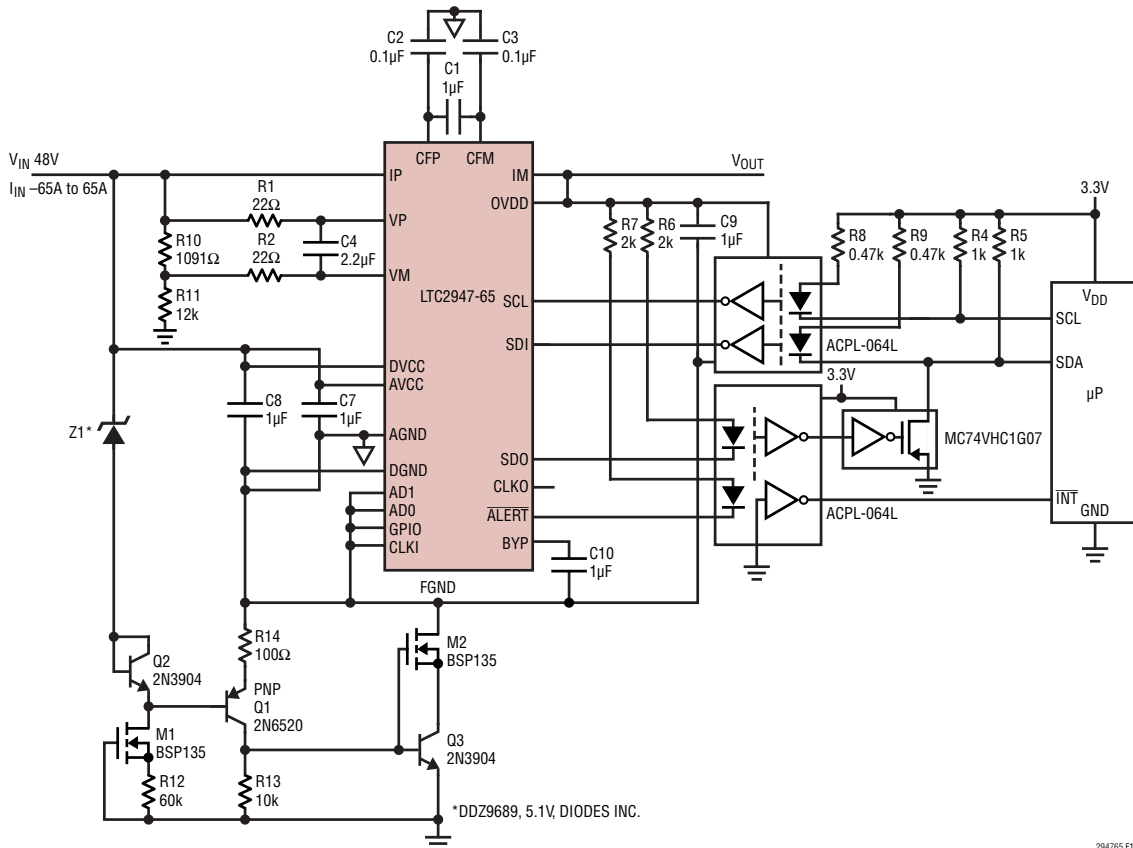 C2
0.1µF
C3
0.1µF
C1
1µF
VIN 48V
IIN –65A to 65A
CFP
CFM
IP
IM
VOUT
OVDD
3.3V
R1
22Ω
VP
R7
2k
R6
2k
C9
1µF
R8
0.47k
R9
0.47k
R4
1k
R5
1k
R10
1091Ω
R2
22Ω
C4
2.2µF
VM
R11
12k
LTC2947-65
SCL
VDD
SCL
SDI
ACPL-064L
SDA
DVCC
AVCC
3.3V
µP
Z1*
C8
1µF
C7
1µF
AGND
MC74VHC1G07
SDO
DGND
CLKO
AD1
AD0
ALERT
ACPL-064L
INT
GND
GPIO
CLKI
BYP
C10
1µF
FGND
R14
100Ω
M2
BSP135
Q2
2N3904
PNP
Q1
2N6520
M1
BSP135
Q3
2N3904
R12
60k
R13
10k
*DDZ9689, 5.1V, DIODES INC.